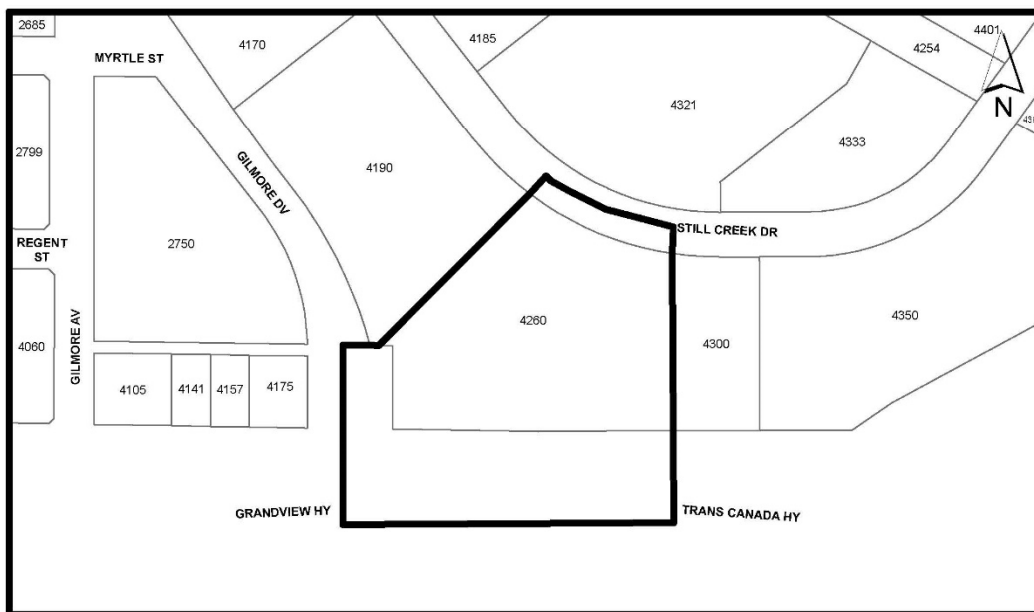 2685
4401
4170
4185
4254
MYRTLE ST
4321
N
4333
2799
GILMORE DV
4190
STILL CREEK DR
REGENT
ST
2750
4260
4300
4350
4060
GILMORE AV
4105
4141
4157
4175
GRANDVIEW HY
TRANS CANADA HY